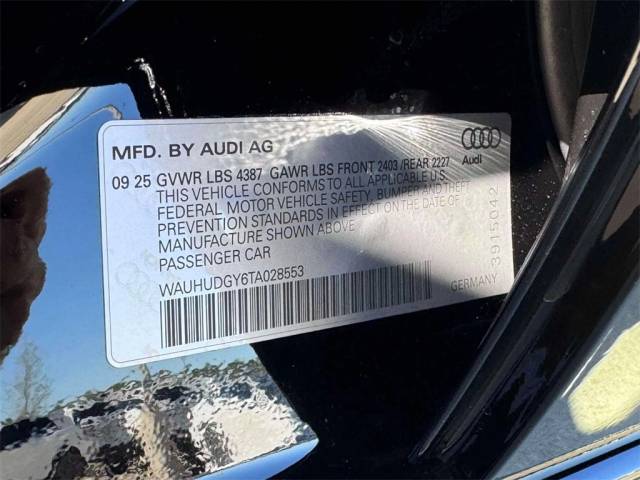 MFD. BY AUDI AG
09 25 GVWR LBS 4387 GAWR LBS FRONT 2403 /REAR 2227
THIS VEHICLE CONFORMS TO ALL APPLICABLE U.S.
FEDERAL MOTOR VEHICLE SAFETY, BUMPER AND THEFT
PREVENTION STANDARDS IN EFFECT ON THE DATE OF
MANUFACTURE SHOWN ABOVE
PASSENGER CAR
WAUHUDGY6TA028553
Audi
3915042
GERMANY